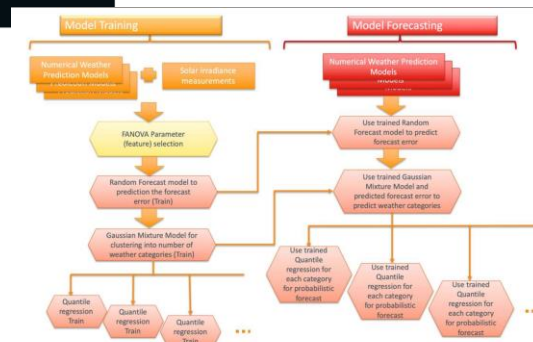 Model Training
Model Forecasting
Numerical Weather
Prediction Models
Solar irradiance
measurements
Numerical Weather Prediction
Models
Models
FANOVA Parameter
(feature) selection
Use trained Random
Forecast model to predict
forecast error
Random Forecast model to
prediction the forecast
error (Train)
Use trained Gaussian
Mixture Model and
predicted forecast error to
predict weather categories
Gaussian Mixture Model for
clustering into number of
weather categories (Train)
Use trained
Quantile
regression for
each category
for probabilistic
forecast
Use trained
Quantile
regression for
each category
for probabilistic
forecast
Use trained
Quantile
regression for
each category
for probabilistic
forecast
Quantile
regression
Train
Quantile
regression
Train
Quantile
regression
Train